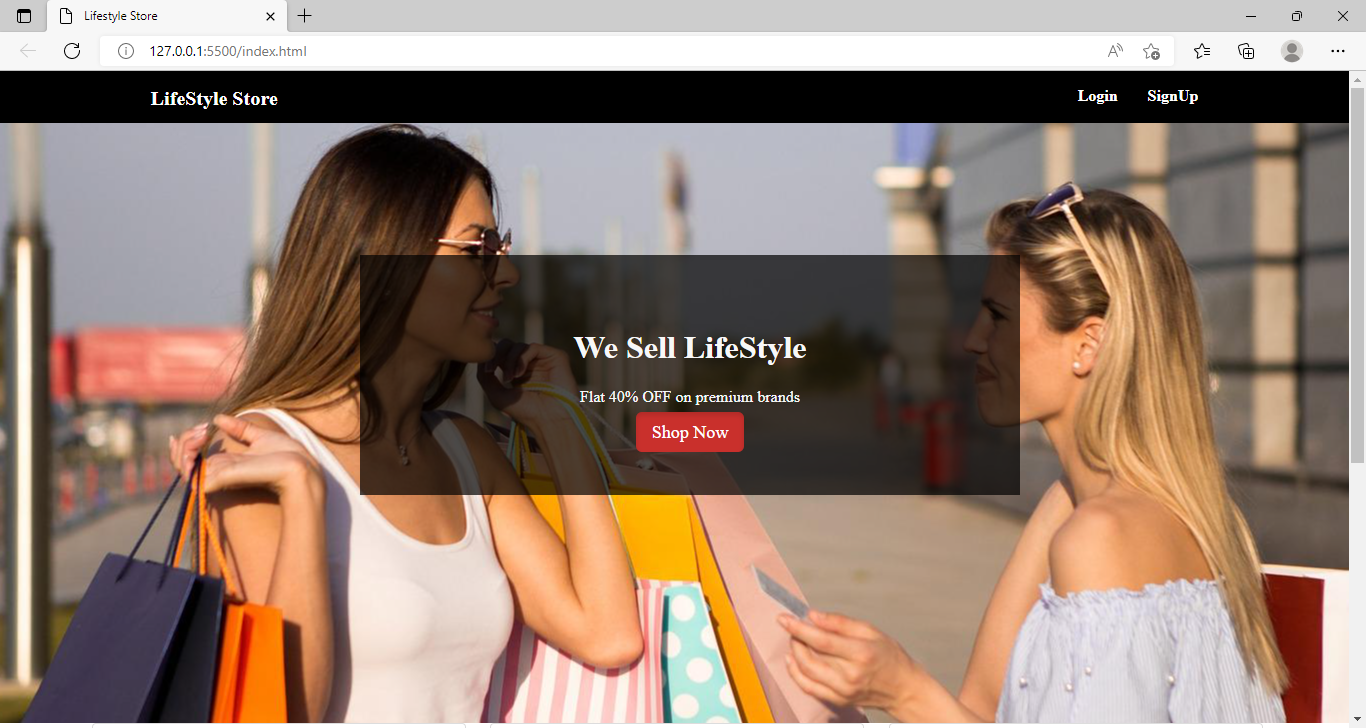 Lifestyle Store
127.0.0.1:5500/index.html
LifeStyle Store
Login
SignUp
We Sell LifeStyle
Flat 40% OFF on premium brands
Shop Now